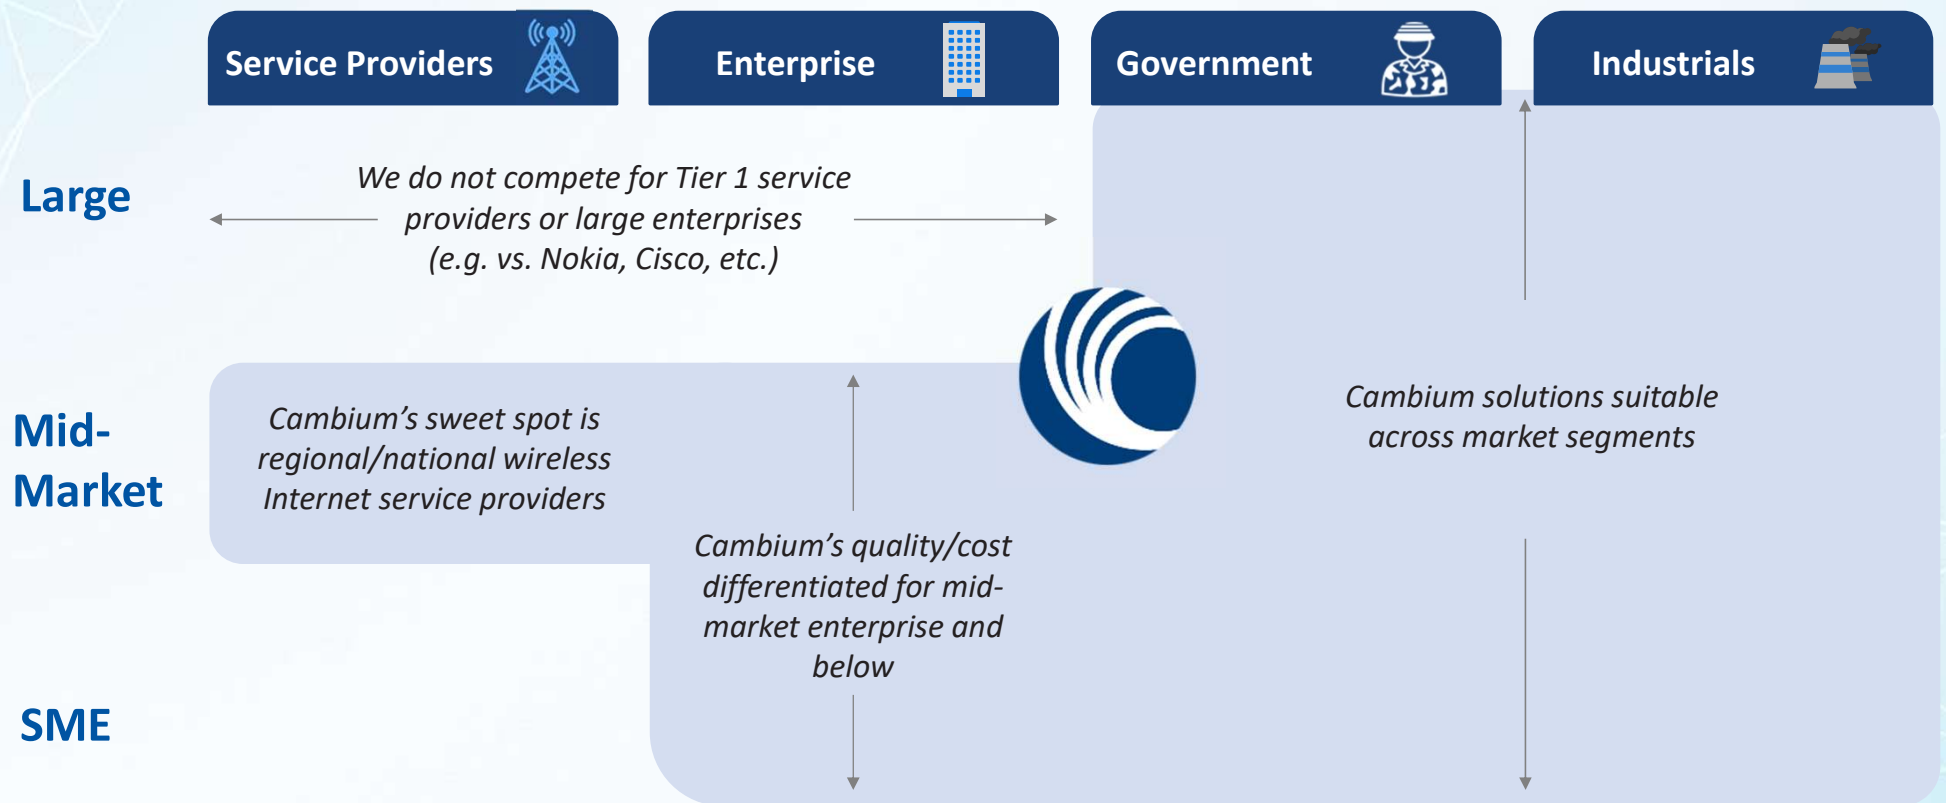 Service Providers
Enterprise
Government
Industrials
Large
We do not compete for Tier 1 service
providers or large enterprises
(e.g. vs. Nokia, Cisco, etc.)
Mid-
Market
Cambium’s sweet spot is
regional/national wireless
Internet service providers
Cambium’s quality/cost
differentiated for mid-
market enterprise and
below
Cambium solutions suitable
across market segments
SME